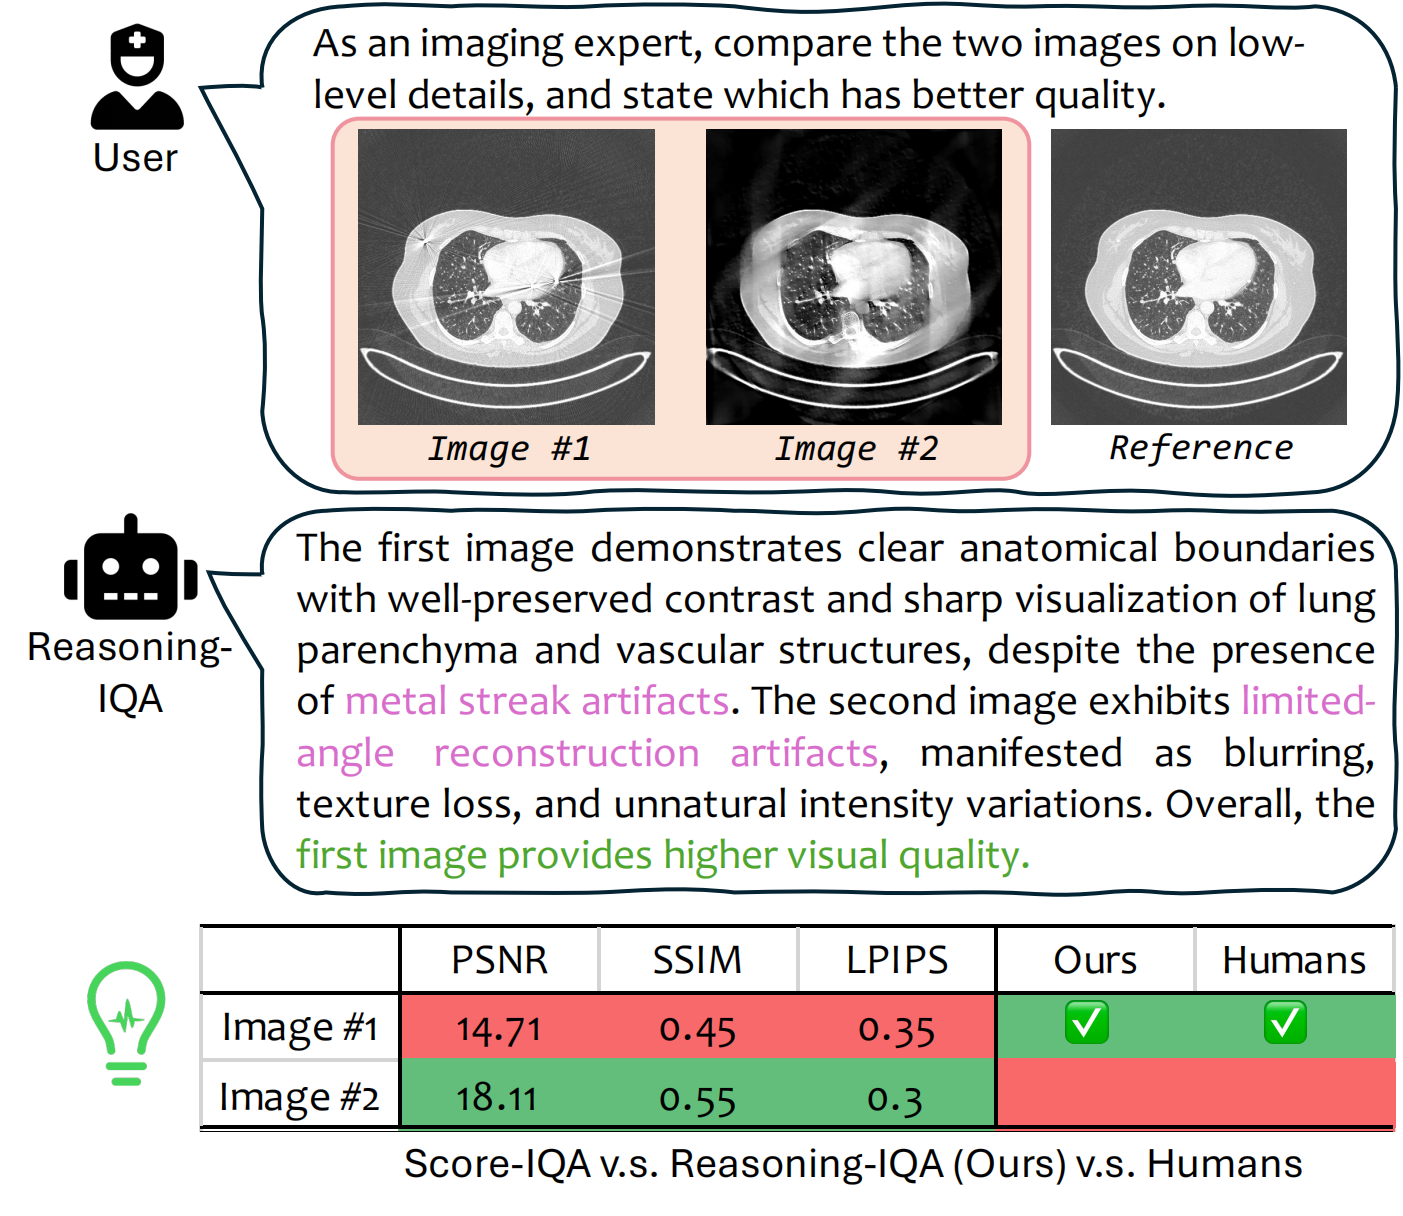 As an imaging expert, compare the two images on low-
level details, and state which has better quality.
User
Image #1
Image #2
Reference
The first image demonstrates clear anatomical boundaries
with well-preserved contrast and sharp visualization of lung
parenchyma and vascular structures, despite the presence
of metal streak artifacts. The second image exhibits limited-
angle reconstruction artifacts, manifested as blurring,
texture loss, and unnatural intensity variations. Overall, the
first image provides higher visual quality.
Reasoning-
IQA
PSNR SSIM LPIPS Ours Humans
Image #1 14.71 0.45 0.35 ✅ ✅
Image #2 18.11 0.55 0.3
Score-IQA v.s. Reasoning-IQA (Ours) v.s. Humans